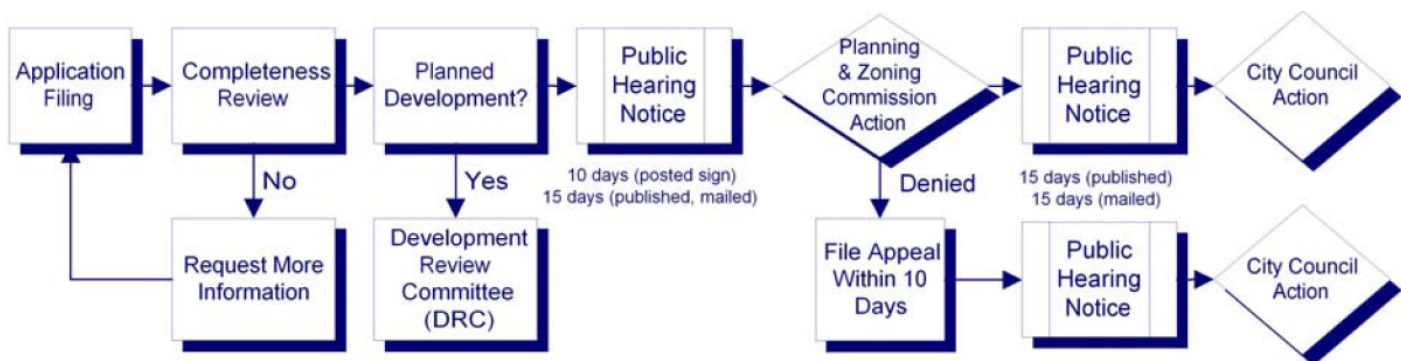 Application
Filing
Completeness
Review
Planned
Development?
Public
Hearing
Notice
10 days (posted sign)
15 days (published, mailed)
Planning
& Zoning
Commission
Action
Public
Hearing
Notice
15 days (published)
15 days (mailed)
City Council
Action
No
Request More
Information
Yes
Development
Review
Committee
(DRC)
Denied
File Appeal
Within 10
Days
Public
Hearing
Notice
City Council
Action